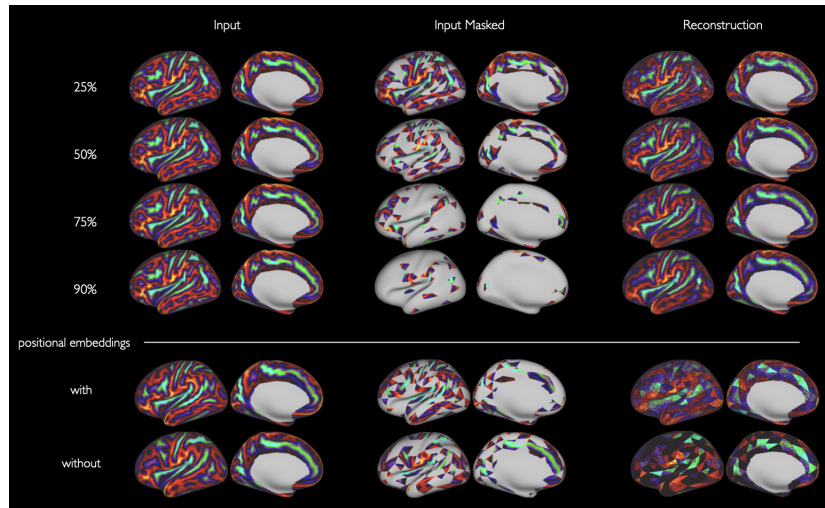 Input Input Masked Reconstruction
25%
50%
75%
90%
positional embeddings
with
without